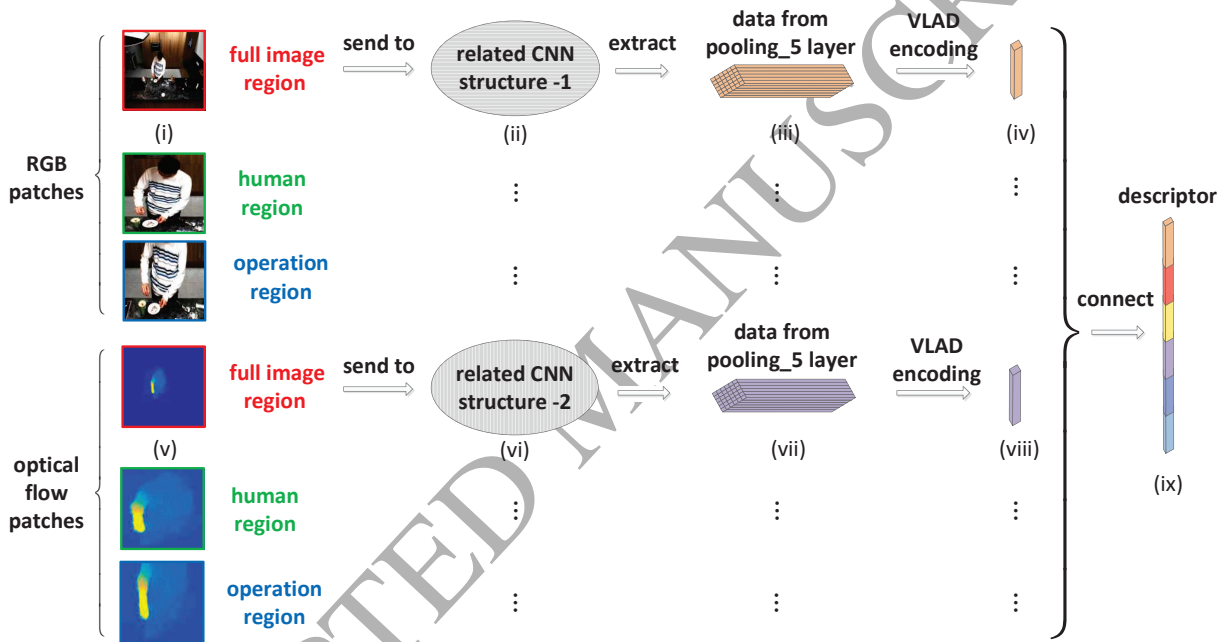 full image
region
send to
related CNN
structure -1
extract
data from
pooling_5 layer
VLAD
encoding
(i)
(ii)
(iii)
(iv)
RGB
patches
human
region
⋮
⋮
⋮
operation
region
⋮
⋮
⋮
descriptor
connect
full image
region
send to
related CNN
structure -2
extract
data from
pooling_5 layer
VLAD
encoding
(v)
(vi)
(vii)
(viii)
(ix)
optical
flow
patches
human
region
⋮
⋮
⋮
operation
region
⋮
⋮
⋮
TED MANUSCR